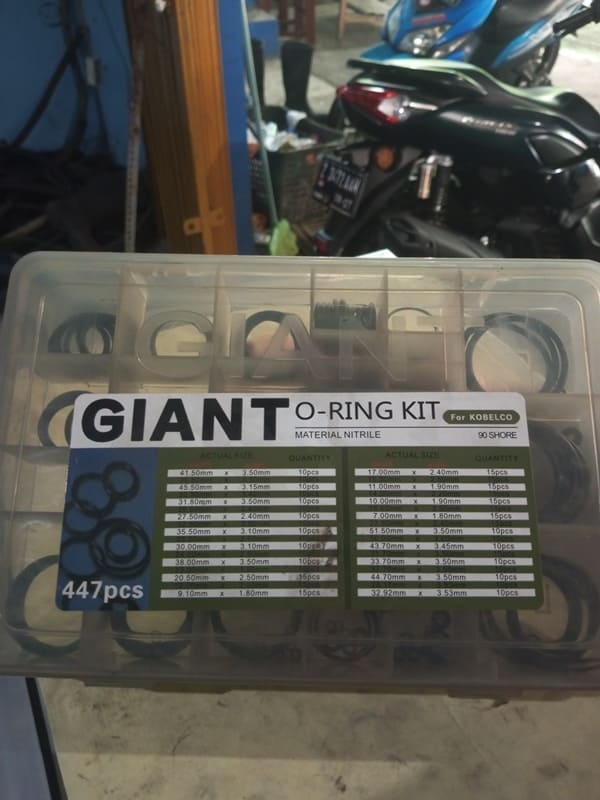 GIANT
GIANT O-RING KIT For KOBELCO
MATERIAL NITRILE 90 SHORE
ACTUAL SIZE QUANTITY ACTUAL SIZE QUANTITY
41.50mm x 3.50mm 10pcs 17.00mm x 2.40mm 15pcs
45.50mm x 3.15mm 10pcs 11.00mm x 1.90mm 15pcs
31.80mm x 3.50mm 10pcs 10.00mm x 1.90mm 15pcs
27.50mm x 2.40mm 10pcs 7.00mm x 1.80mm 15pcs
35.50mm x 3.10mm 10pcs 51.50mm x 3.50mm 10pcs
30.00mm x 3.10mm 10pcs 43.70mm x 3.45mm 10pcs
38.00mm x 3.50mm 10pcs 33.70mm x 3.50mm 10pcs
20.50mm x 2.50mm 15pcs 44.70mm x 3.50mm 10pcs
9.10mm x 1.80mm 15pcs 32.92mm x 3.53mm 10pcs
447pcs